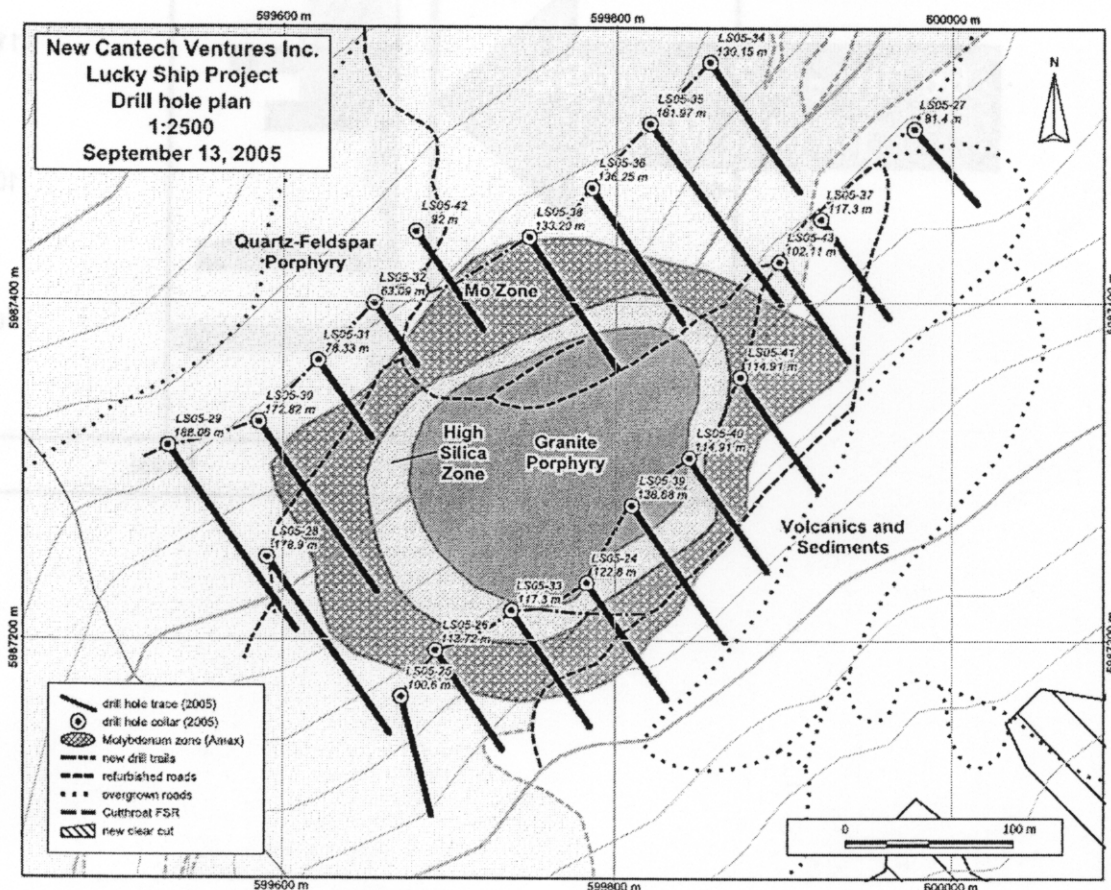 599600 m
599800 m
600000 m
New Cantech Ventures Inc.
Lucky Ship Project
Drill hole plan
1:2500
September 13, 2005
N
LS05-34
LS05-35
161.97 m
LS05-27
91.4 m
LS05-36
136.25 m
LS05-37
117.3 m
LS05-42
92 m
LS05-38
133.20 m
LS05-43
102.11 m
Quartz-Feldspar
Porphyry
LS05-32
63.09 m
Mo Zone
5987400 m
LS05-31
78.33 m
LS05-41
114.91 m
LS05-30
172.82 m
LS05-29
188.06 m
High
Silica
Zone
Granite
Porphyry
LS05-40
114.91 m
LS05-39
LS05-28
178.9 m
Volcanics and
Sediments
LS05-24
122.8 m
LS05-33
117.3 m
LS05-26
113.72 m
5987200 m
LS05-25
100.6 m
drill hole trace (2005)
drill hole collar (2005)
Molybdenum zone (Amax)
new drill trails
refurbished roads
overgrown roads
Cutthroat FSR
new clear cut
0
100 m
599600 m
599800 m
600000 m